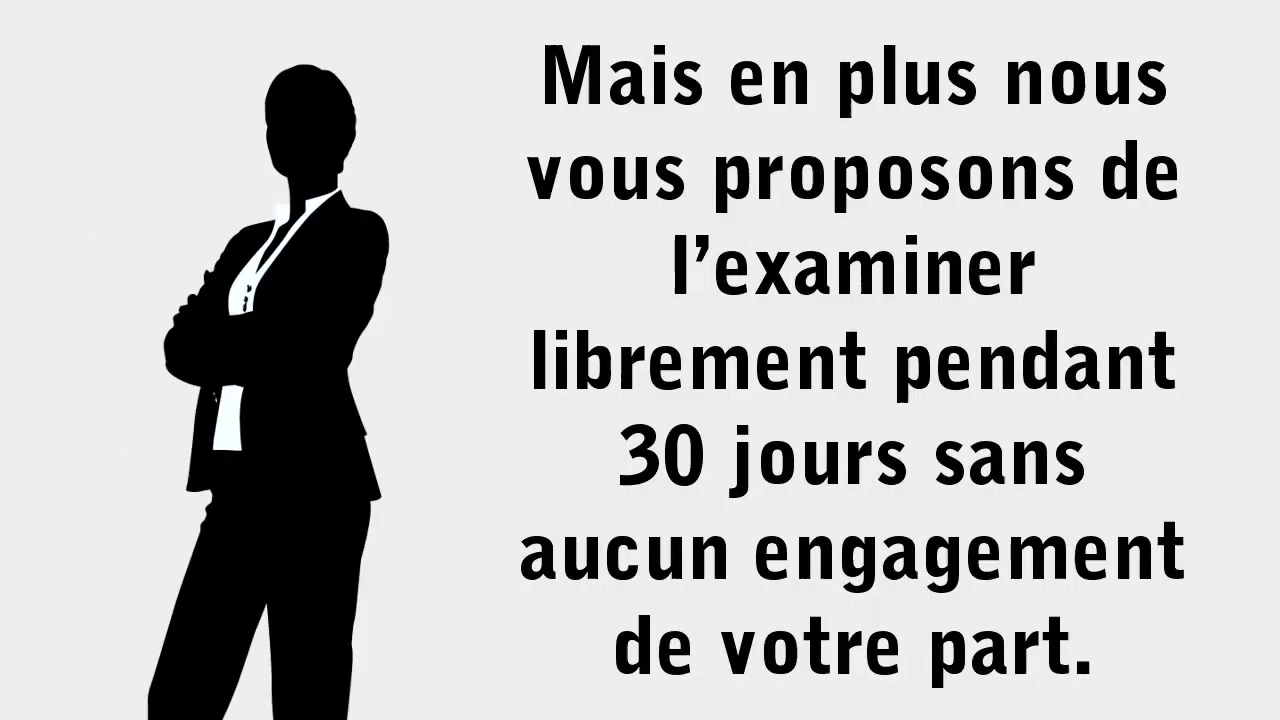 Mais en plus nous
vous proposons de
l’examiner
librement pendant
30 jours sans
aucun engagement
de votre part.